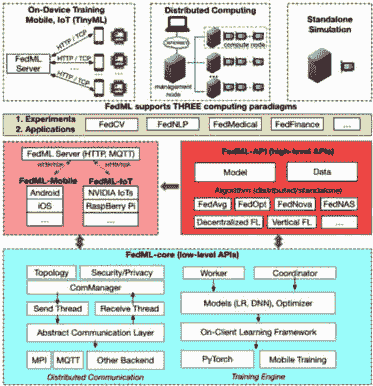 On-Device Training
Mobile, IoT (TinyML)
FedML
Server
HTTP / TCP
HTTP / TCP
HTTP / TCP
Distributed Computing
INTERNET
compute node
management
node
Standalone
Simulation
FedML supports THREE computing paradigms
1. Experiments
2. Applications
FedCV
FedNLP
FedMedical
FedFinance
...
FedML Server (HTTP, MQTT)
FedML-Mobile
FedML-IoT
Android
NVIDIA IoTs
iOS
RaspBerry Pi
...
...
FedML-API (high-level APIs)
Model
Data
Algorithm (distributed/standalone)
FedAvg
FedOpt
FedNova
FedNAS
Decentralized FL
Vertical FL
...
FedML-core (low-level APIs)
Topology
Security/Privacy
ComManager
Send Thread
Receive Thread
Abstract Communication Layer
MPI
MQTT
Other Backend
Distributed Communication
Worker
Coordinator
Models (LR, DNN), Optimizer
On-Client Learning Framework
PyTorch
Mobile Training
Training Engine